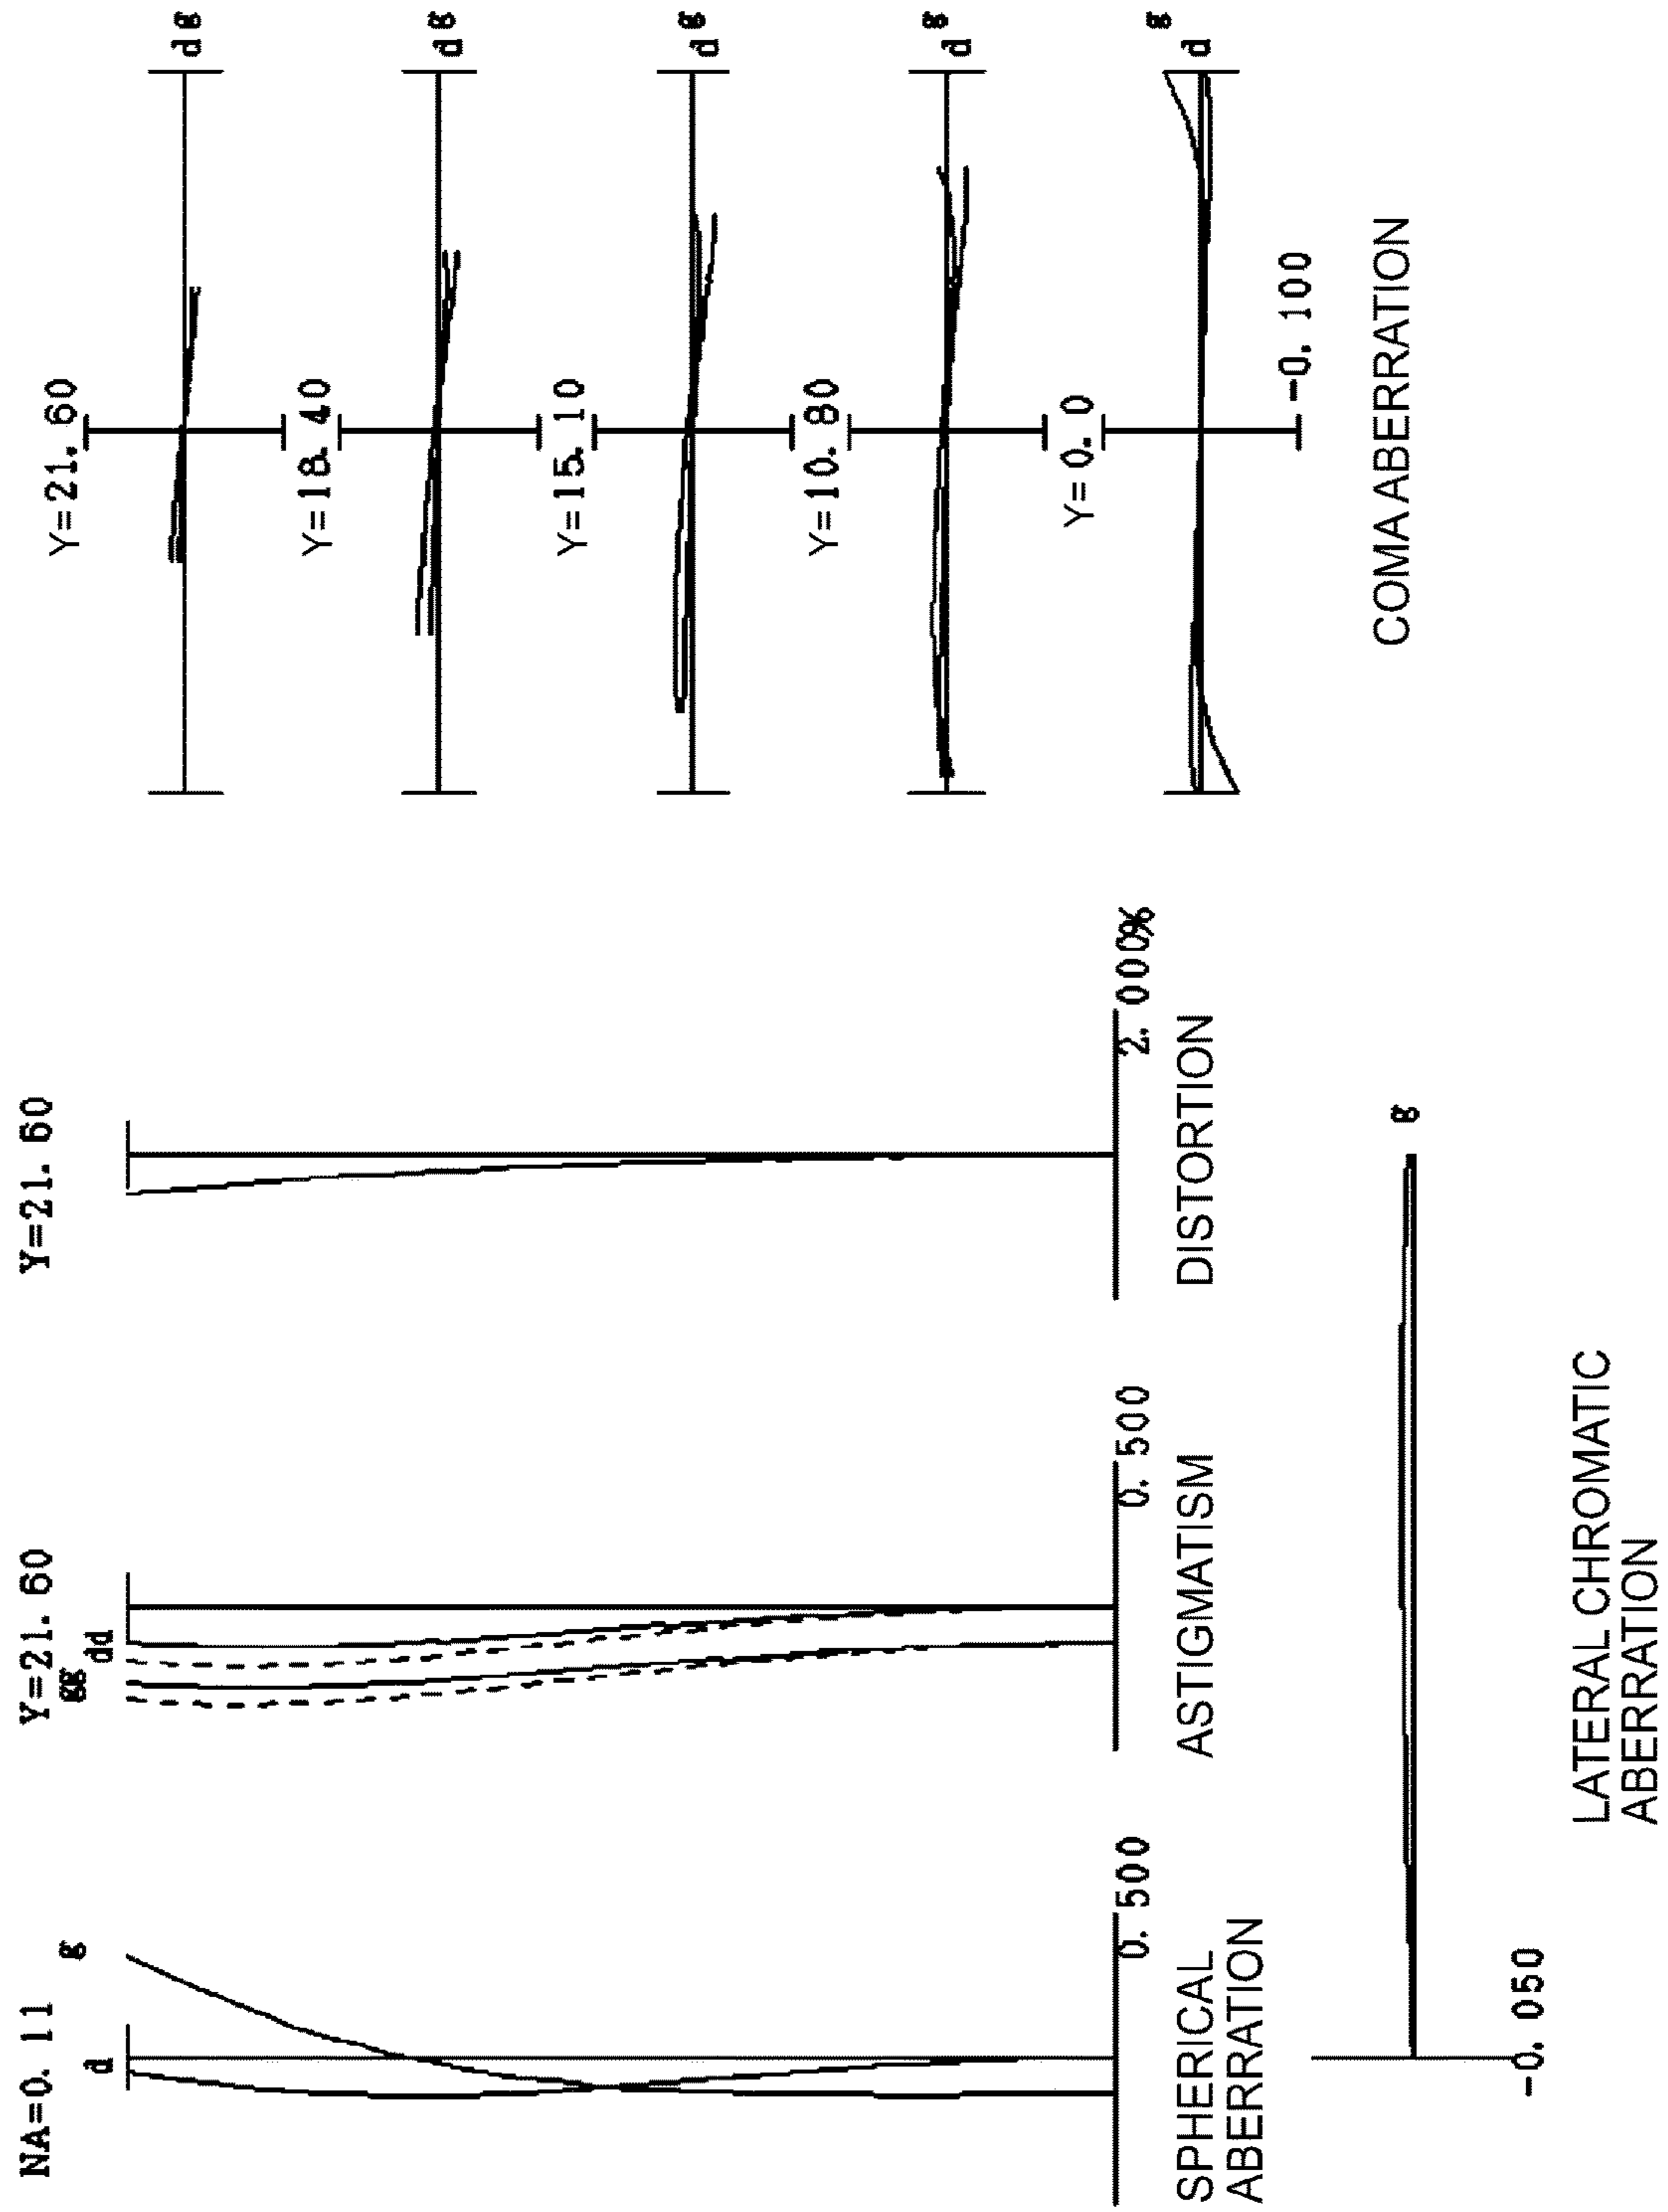 NA=0. 11
d
g
0. 500
SPHERICAL
ABERRATION
Y=21. 60
gg
dd
0. 500
ASTIGMATISM
Y=21. 60
2. 000%
DISTORTION
g
-0. 050
LATERAL CHROMATIC
ABERRATION
Y=21. 60
d g
Y=18. 40
d g
Y=15. 10
d g
Y=10. 80
d g
Y=0. 0
g
d
-0. 100
COMA ABERRATION